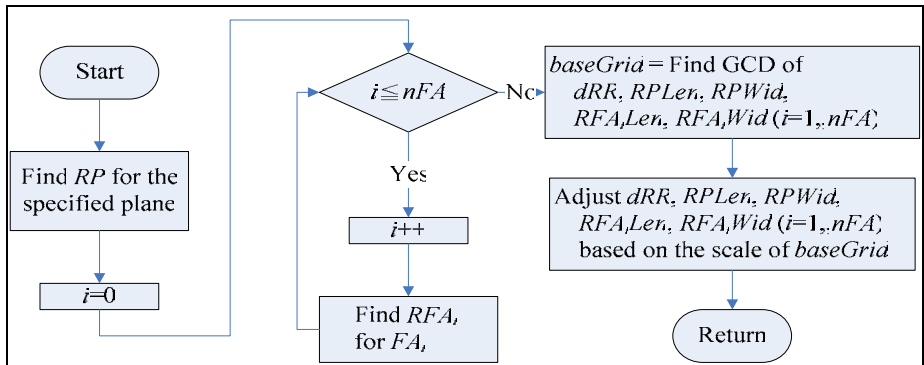 Start
Find RP for the
specified plane
i=0
i≦nFA
Yes
i++
Find RFAᵢ
for FAᵢ
No
baseGrid = Find GCD of
dRR, RPLen, RPWid,
RFAᵢLen, RFAᵢWid (i=1,,nFA)
Adjust dRR, RPLen, RPWid,
RFAᵢLen, RFAᵢWid (i=1,,nFA)
based on the scale of baseGrid
Return